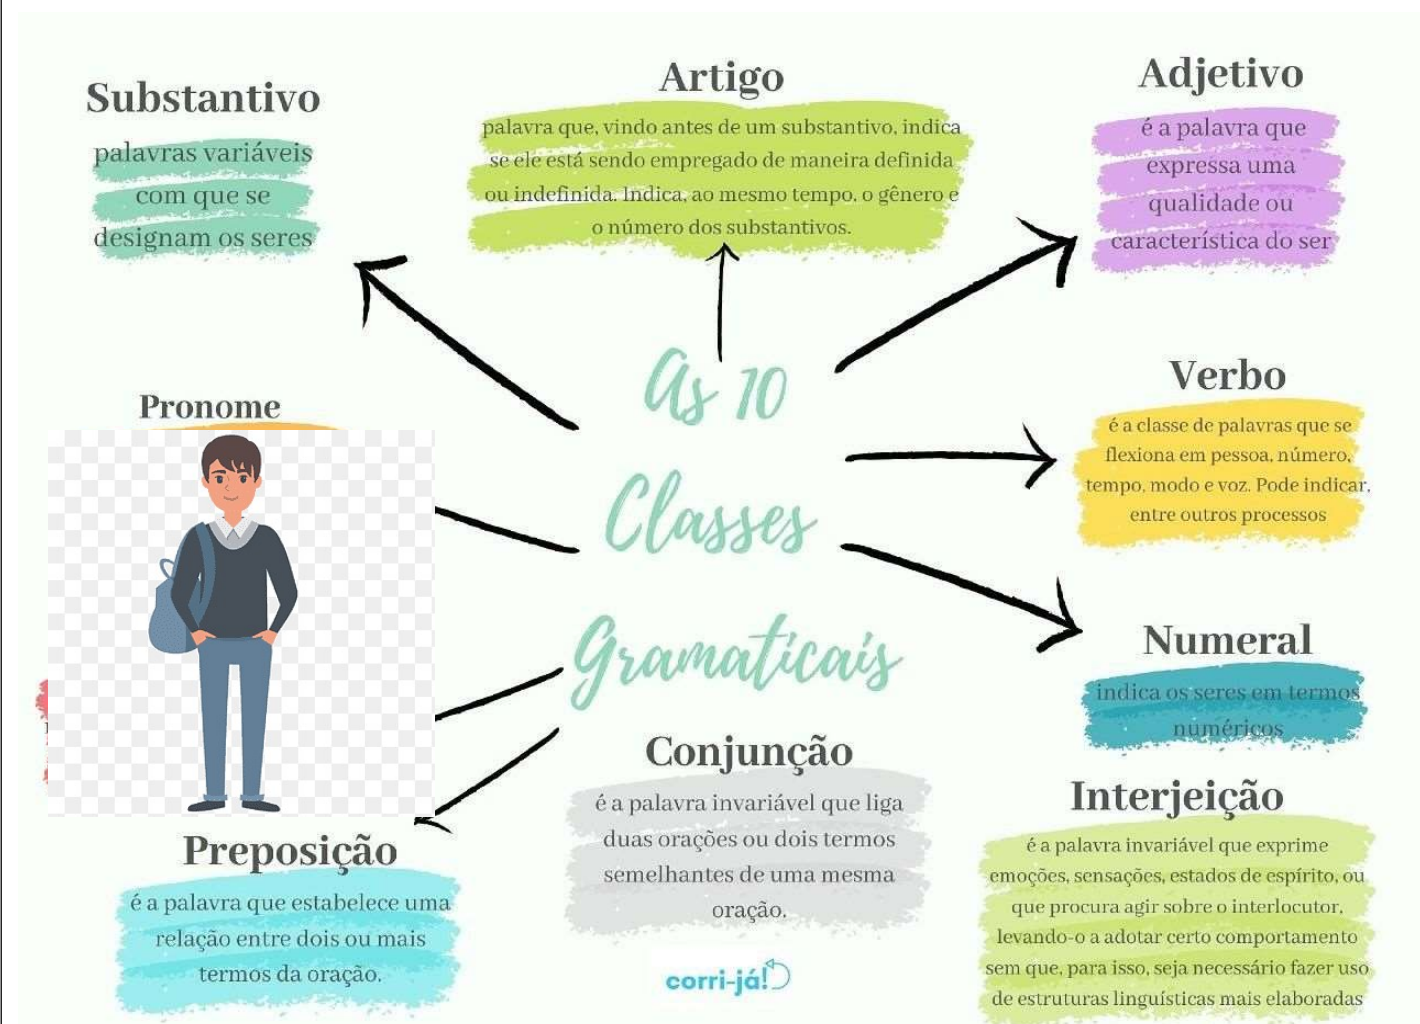 Substantivo
palavras variáveis
com que se
designam os seres
Artigo
palavra que, vindo antes de um substantivo, indica
se ele está sendo empregado de maneira definida
ou indefinida. Indica, ao mesmo tempo, o gênero e
o número dos substantivos.
Adjetivo
é a palavra que
expressa uma
qualidade ou
característica do ser
As 10
Classes
Gramaticais
Pronome
Verbo
é a classe de palavras que se
flexiona em pessoa, número,
tempo, modo e voz. Pode indicar,
entre outros processos
Numeral
indica os seres em termos
numéricos
Preposição
é a palavra que estabelece uma
relação entre dois ou mais
termos da oração.
Conjunção
é a palavra invariável que liga
duas orações ou dois termos
semelhantes de uma mesma
oração.
Interjeição
é a palavra invariável que exprime
emoções, sensações, estados de espírito, ou
que procura agir sobre o interlocutor,
levando-o a adotar certo comportamento
sem que, para isso, seja necessário fazer uso
de estruturas linguísticas mais elaboradas
corri-já!